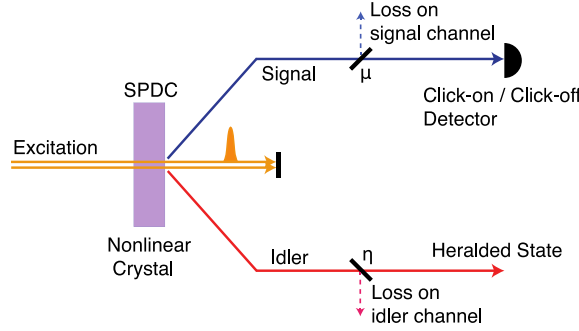 Loss on
signal channel
SPDC
Signal
μ
Click-on / Click-off
Detector
Excitation
Nonlinear
Crystal
Idler
η
Heralded State
Loss on
idler channel